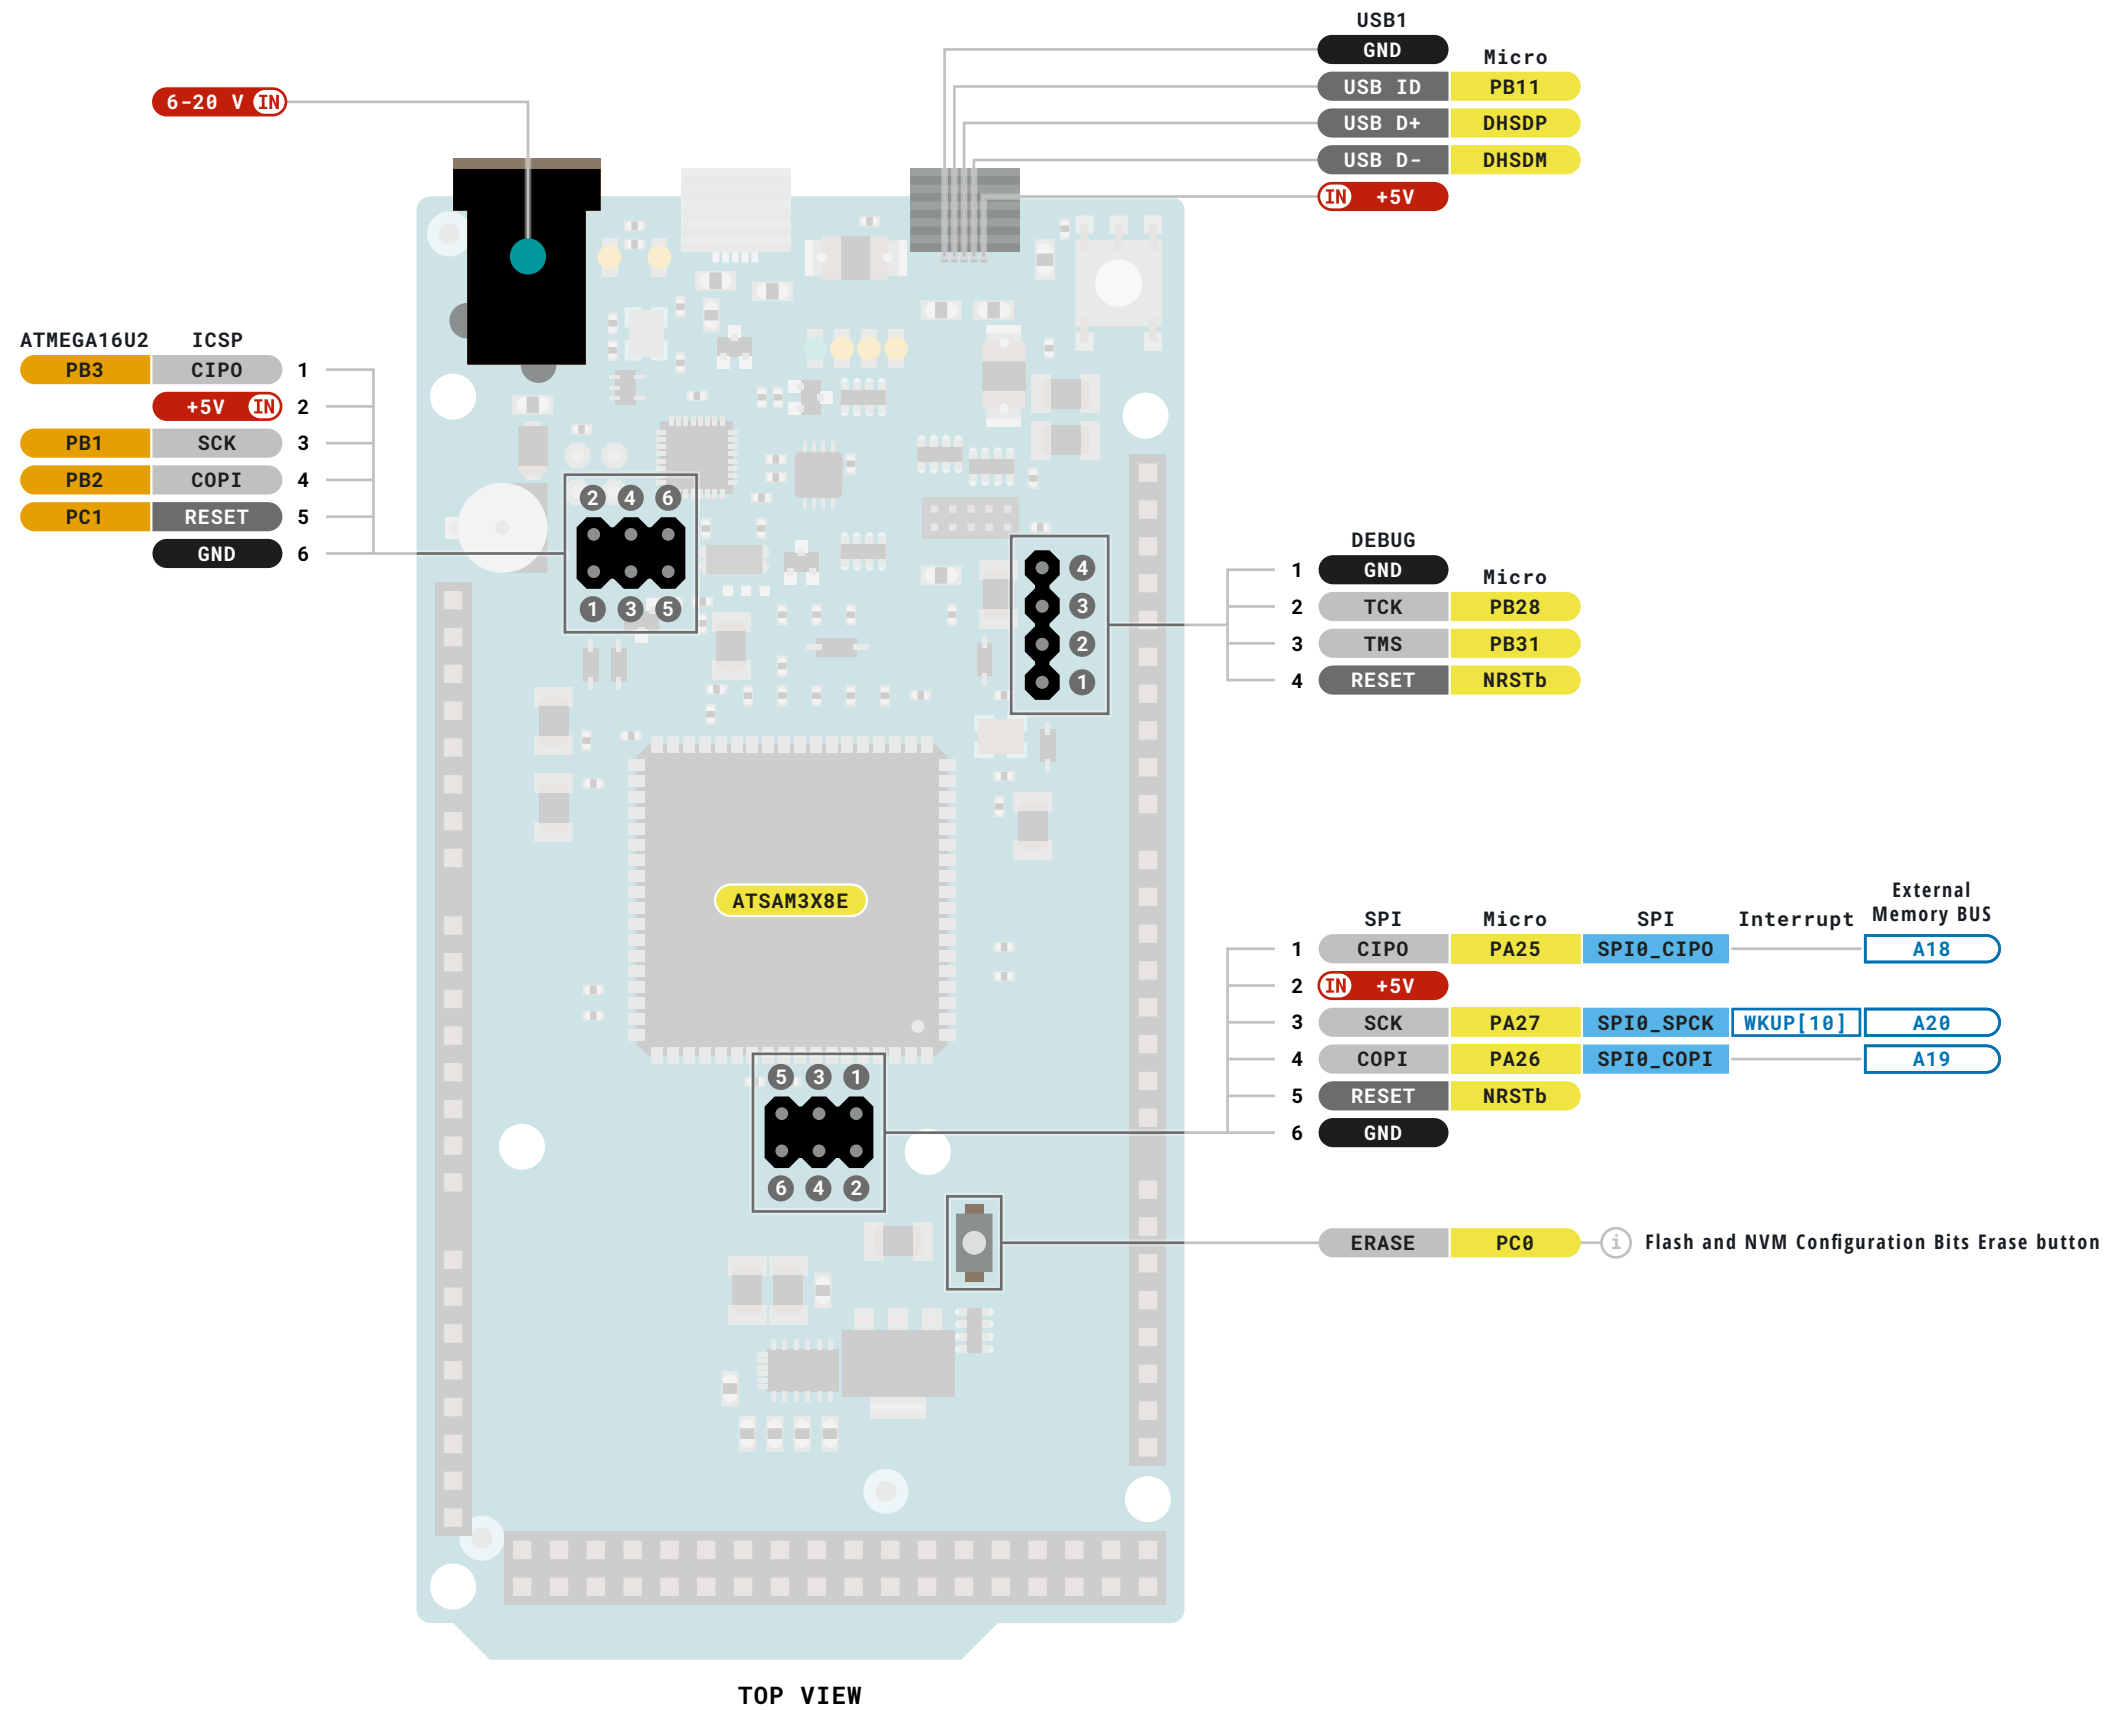 USB1
GND
Micro
USB ID PB11
USB D+ DHSDP
USB D- DHSDM
IN +5V
6-20 V IN
ATMEGA16U2 ICSP
PB3 CIPO 1
+5V IN 2
PB1 SCK 3
PB2 COPI 4
PC1 RESET 5
GND 6
2 4 6
1 3 5
4
3
2
1
DEBUG
1 GND
Micro
2 TCK PB28
3 TMS PB31
4 RESET NRSTb
ATSAM3X8E
External
SPI Micro SPI Interrupt Memory BUS
1 CIPO PA25 SPI0_CIPO A18
2 IN +5V
3 SCK PA27 SPI0_SPCK WKUP[10] A20
4 COPI PA26 SPI0_COPI A19
5 RESET NRSTb
6 GND
5 3 1
6 4 2
ERASE PC0 i Flash and NVM Configuration Bits Erase button
TOP VIEW